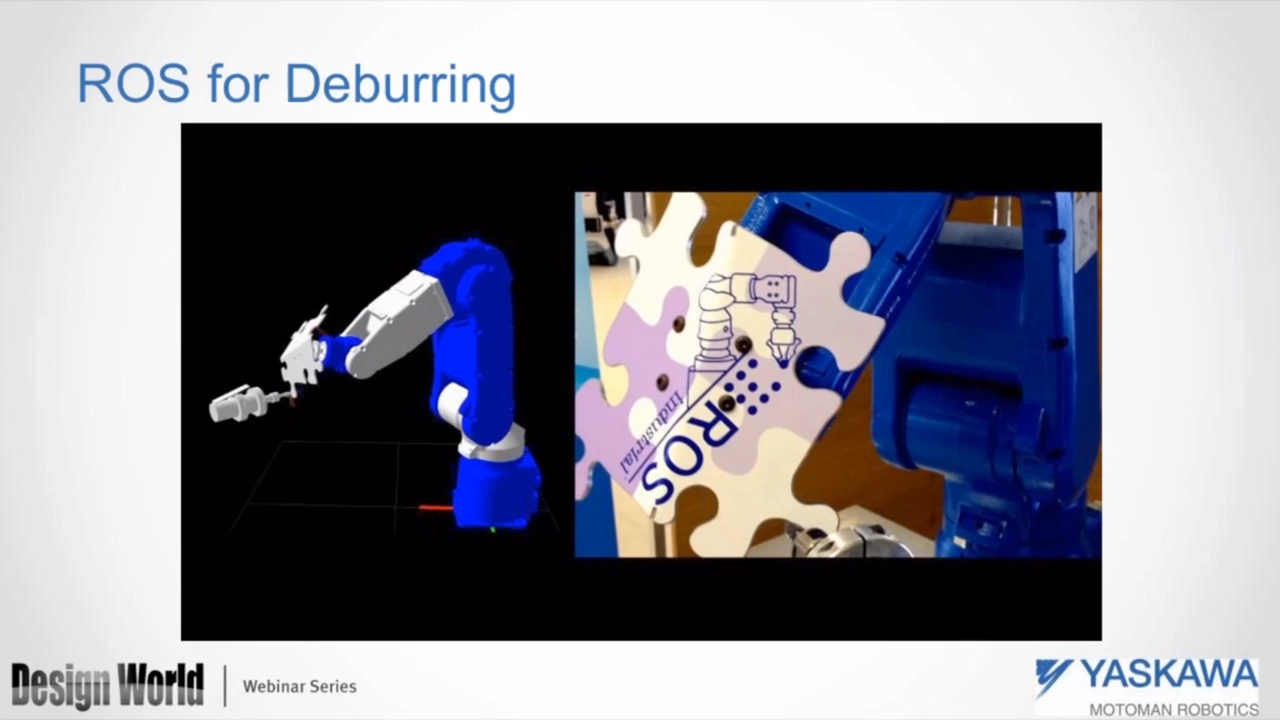 ROS for Deburring
ROS
Industrial
Design World
Webinar Series
YASKAWA
MOTOMAN ROBOTICS